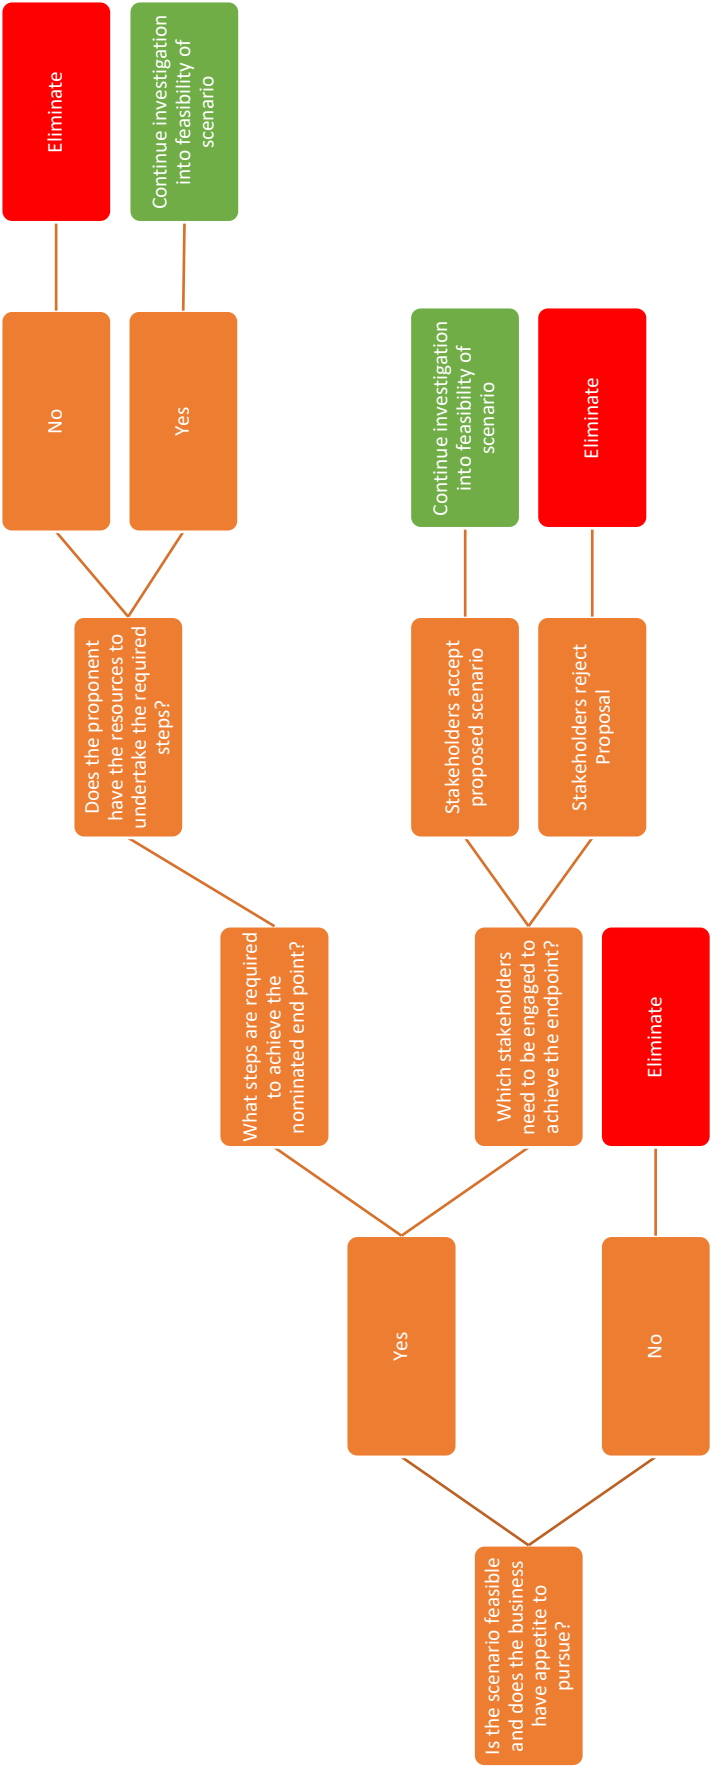 Is the scenario feasible
and does the business
have appetite to
pursue?
Yes
What steps are required
to achieve the
nominated end point?
Does the proponent
have the resources to
undertake the required
steps?
No
Eliminate
Yes
Continue investigation
into feasibility of
scenario
Which stakeholders
need to be engaged to
achieve the endpoint?
Stakeholders accept
proposed scenario
Continue investigation
into feasibility of
scenario
Stakeholders reject
Proposal
Eliminate
No
Eliminate